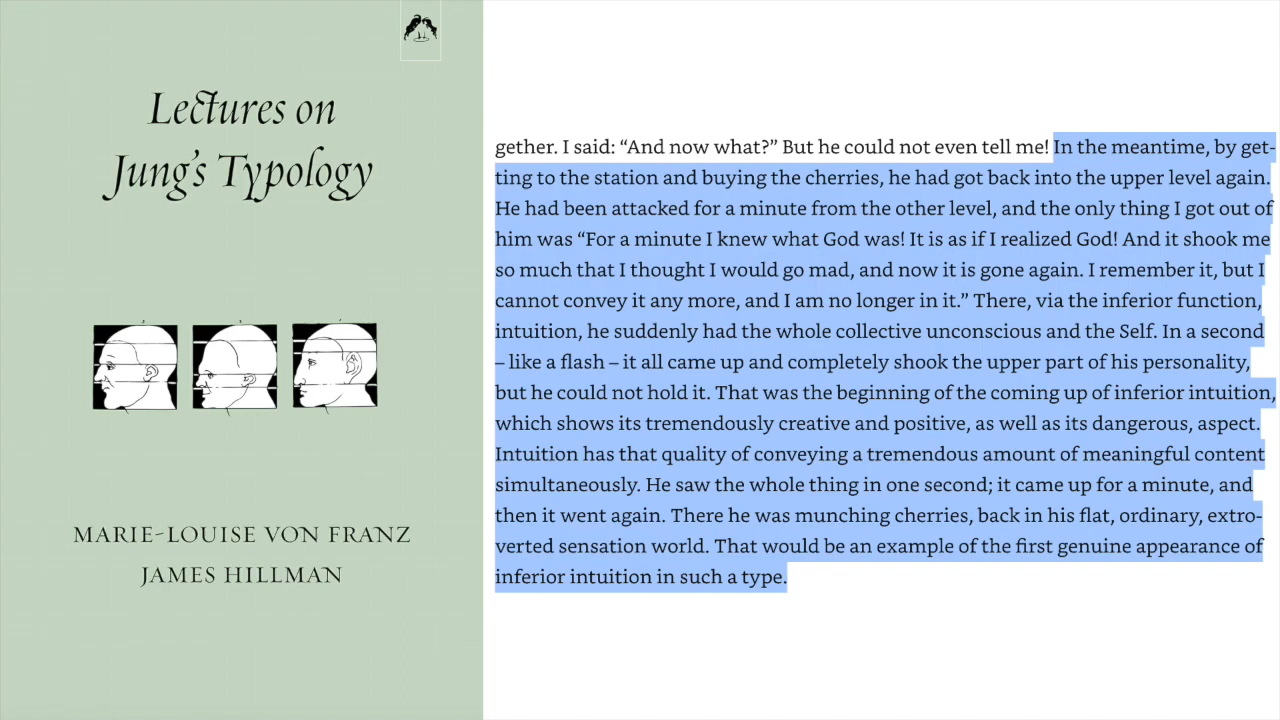 Lectures on
Jung's Typology
MARIE-LOUISE VON FRANZ
JAMES HILLMAN
gether. I said: “And now what?” But he could not even tell me! In the meantime, by get-
ting to the station and buying the cherries, he had got back into the upper level again.
He had been attacked for a minute from the other level, and the only thing I got out of
him was “For a minute I knew what God was! It is as if I realized God! And it shook me
so much that I thought I would go mad, and now it is gone again. I remember it, but I
cannot convey it any more, and I am no longer in it.” There, via the inferior function,
intuition, he suddenly had the whole collective unconscious and the Self. In a second
– like a flash – it all came up and completely shook the upper part of his personality,
but he could not hold it. That was the beginning of the coming up of inferior intuition,
which shows its tremendously creative and positive, as well as its dangerous, aspect.
Intuition has that quality of conveying a tremendous amount of meaningful content
simultaneously. He saw the whole thing in one second; it came up for a minute, and
then it went again. There he was munching cherries, back in his flat, ordinary, extro-
verted sensation world. That would be an example of the first genuine appearance of
inferior intuition in such a type.